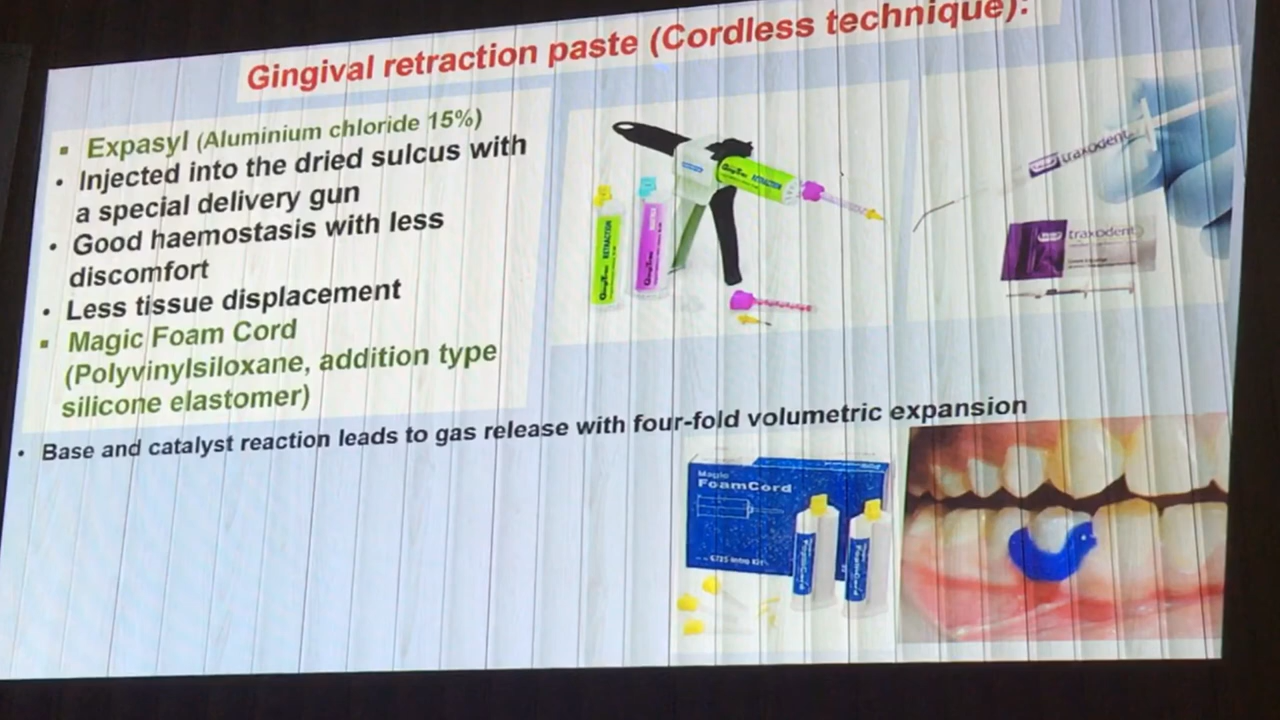 Gingival retraction paste (Cordless technique):
▪ Expasyl (Aluminium chloride 15%)
• Injected into the dried sulcus with
a special delivery gun
• Good haemostasis with less
discomfort
• Less tissue displacement
▪ Magic Foam Cord
(Polyvinylsiloxane, addition type
silicone elastomer)
• Base and catalyst reaction leads to gas release with four-fold volumetric expansion
RETRACTION
RETRACTION
traxodent
traxodent
Magic
FoamCord